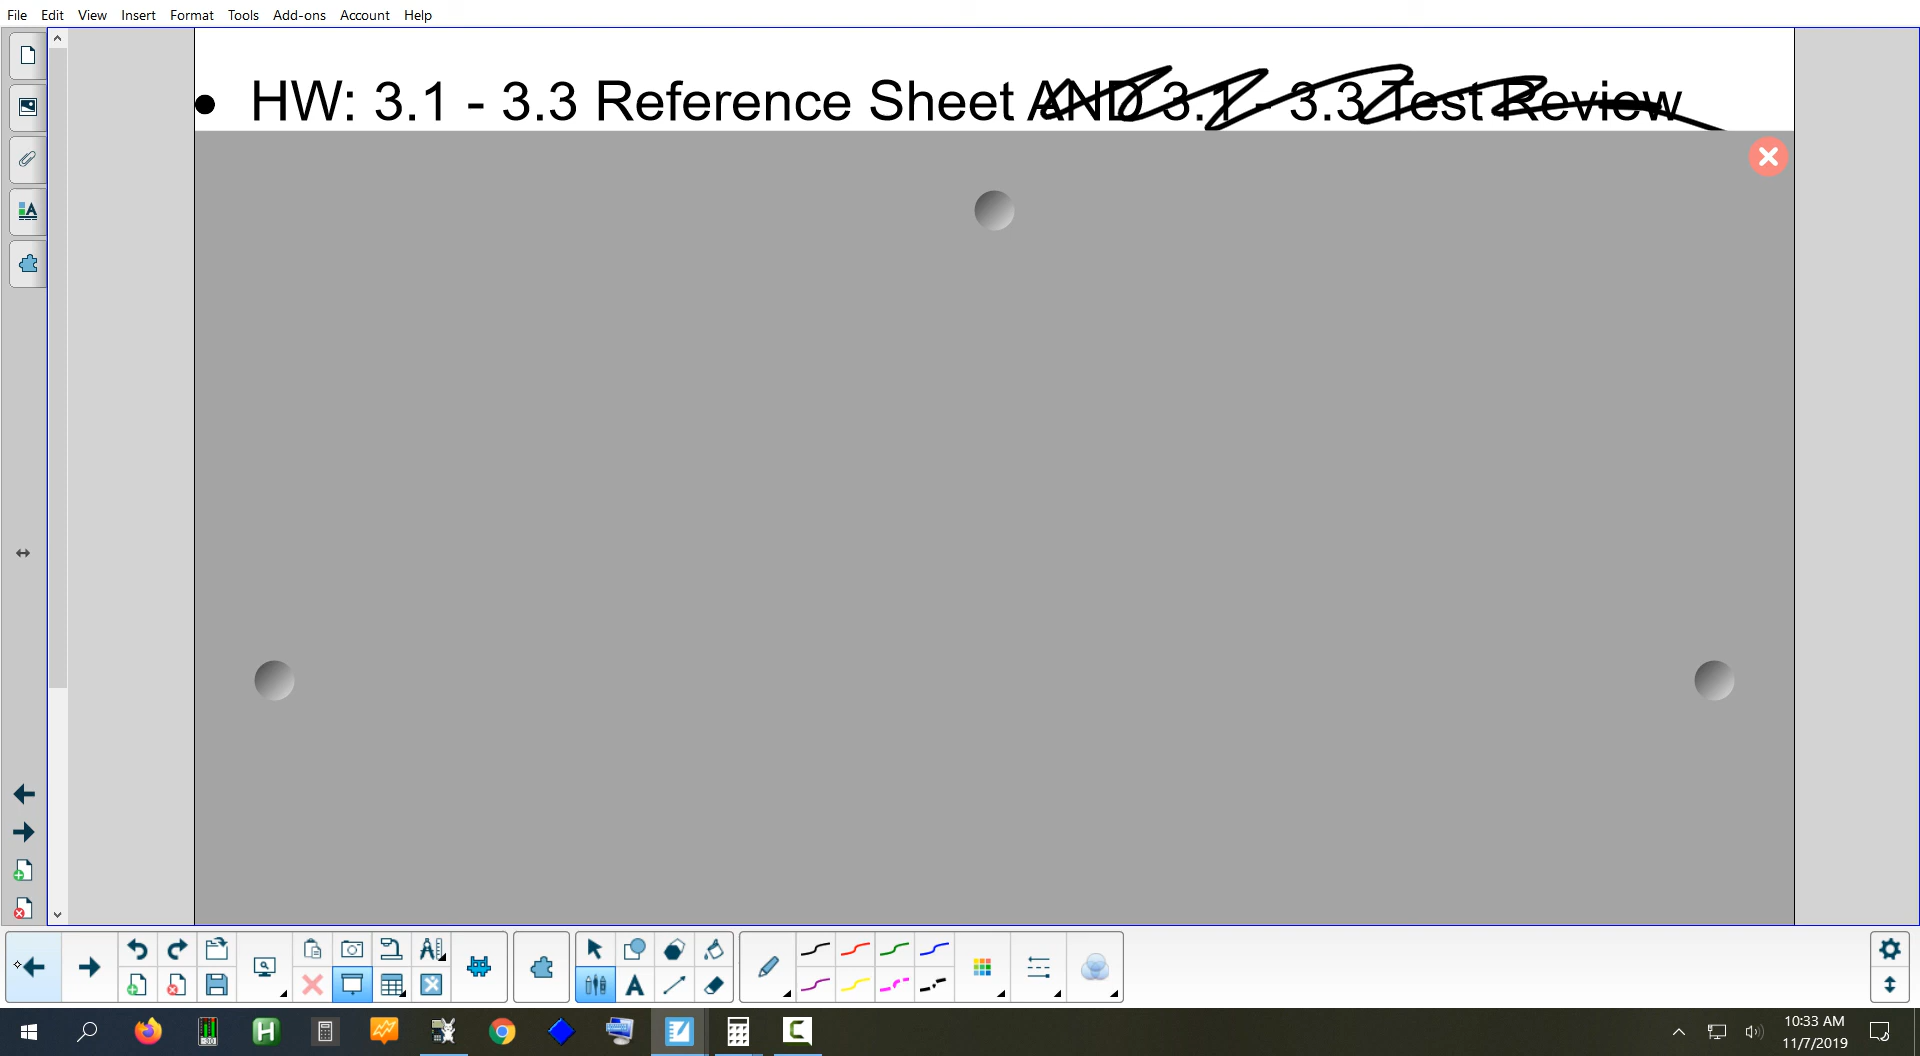 File Edit View Insert Format Tools Add-ons Account Help
• HW: 3.1 - 3.3 Reference Sheet AND 3.1 - 3.3 Test Review
10:33 AM
11/7/2019